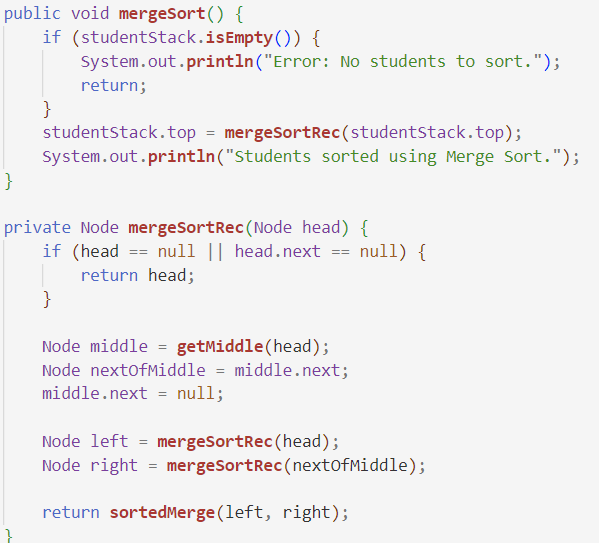 public void mergeSort() {
    if (studentStack.isEmpty()) {
        System.out.println("Error: No students to sort.");
        return;
    }
    studentStack.top = mergeSortRec(studentStack.top);
    System.out.println("Students sorted using Merge Sort.");
}

private Node mergeSortRec(Node head) {
    if (head == null || head.next == null) {
        return head;
    }

    Node middle = getMiddle(head);
    Node nextOfMiddle = middle.next;
    middle.next = null;

    Node left = mergeSortRec(head);
    Node right = mergeSortRec(nextOfMiddle);

    return sortedMerge(left, right);
}